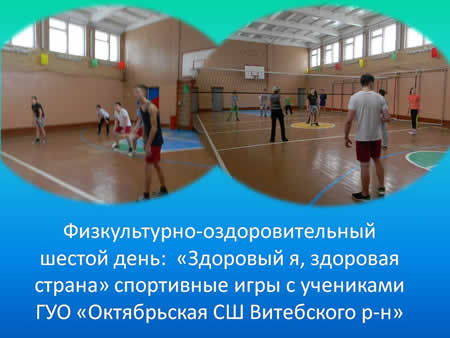 Физкультурно-оздоровительный
шестой день:  «Здоровый я, здоровая
страна» спортивные игры с учениками
ГУО «Октябрьская СШ Витебского р-н»